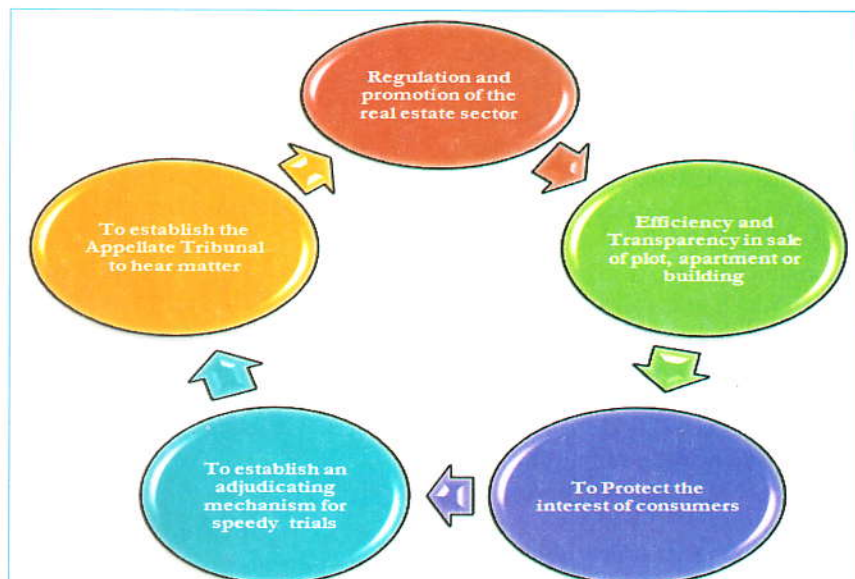 Regulation and
promotion of the
real estate sector
Efficiency and
Transparency in sale
of plot, apartment or
building
To Protect the
interest of consumers
To establish an
adjudicating
mechanism for
speedy trials
To establish the
Appellate Tribunal
to hear matter